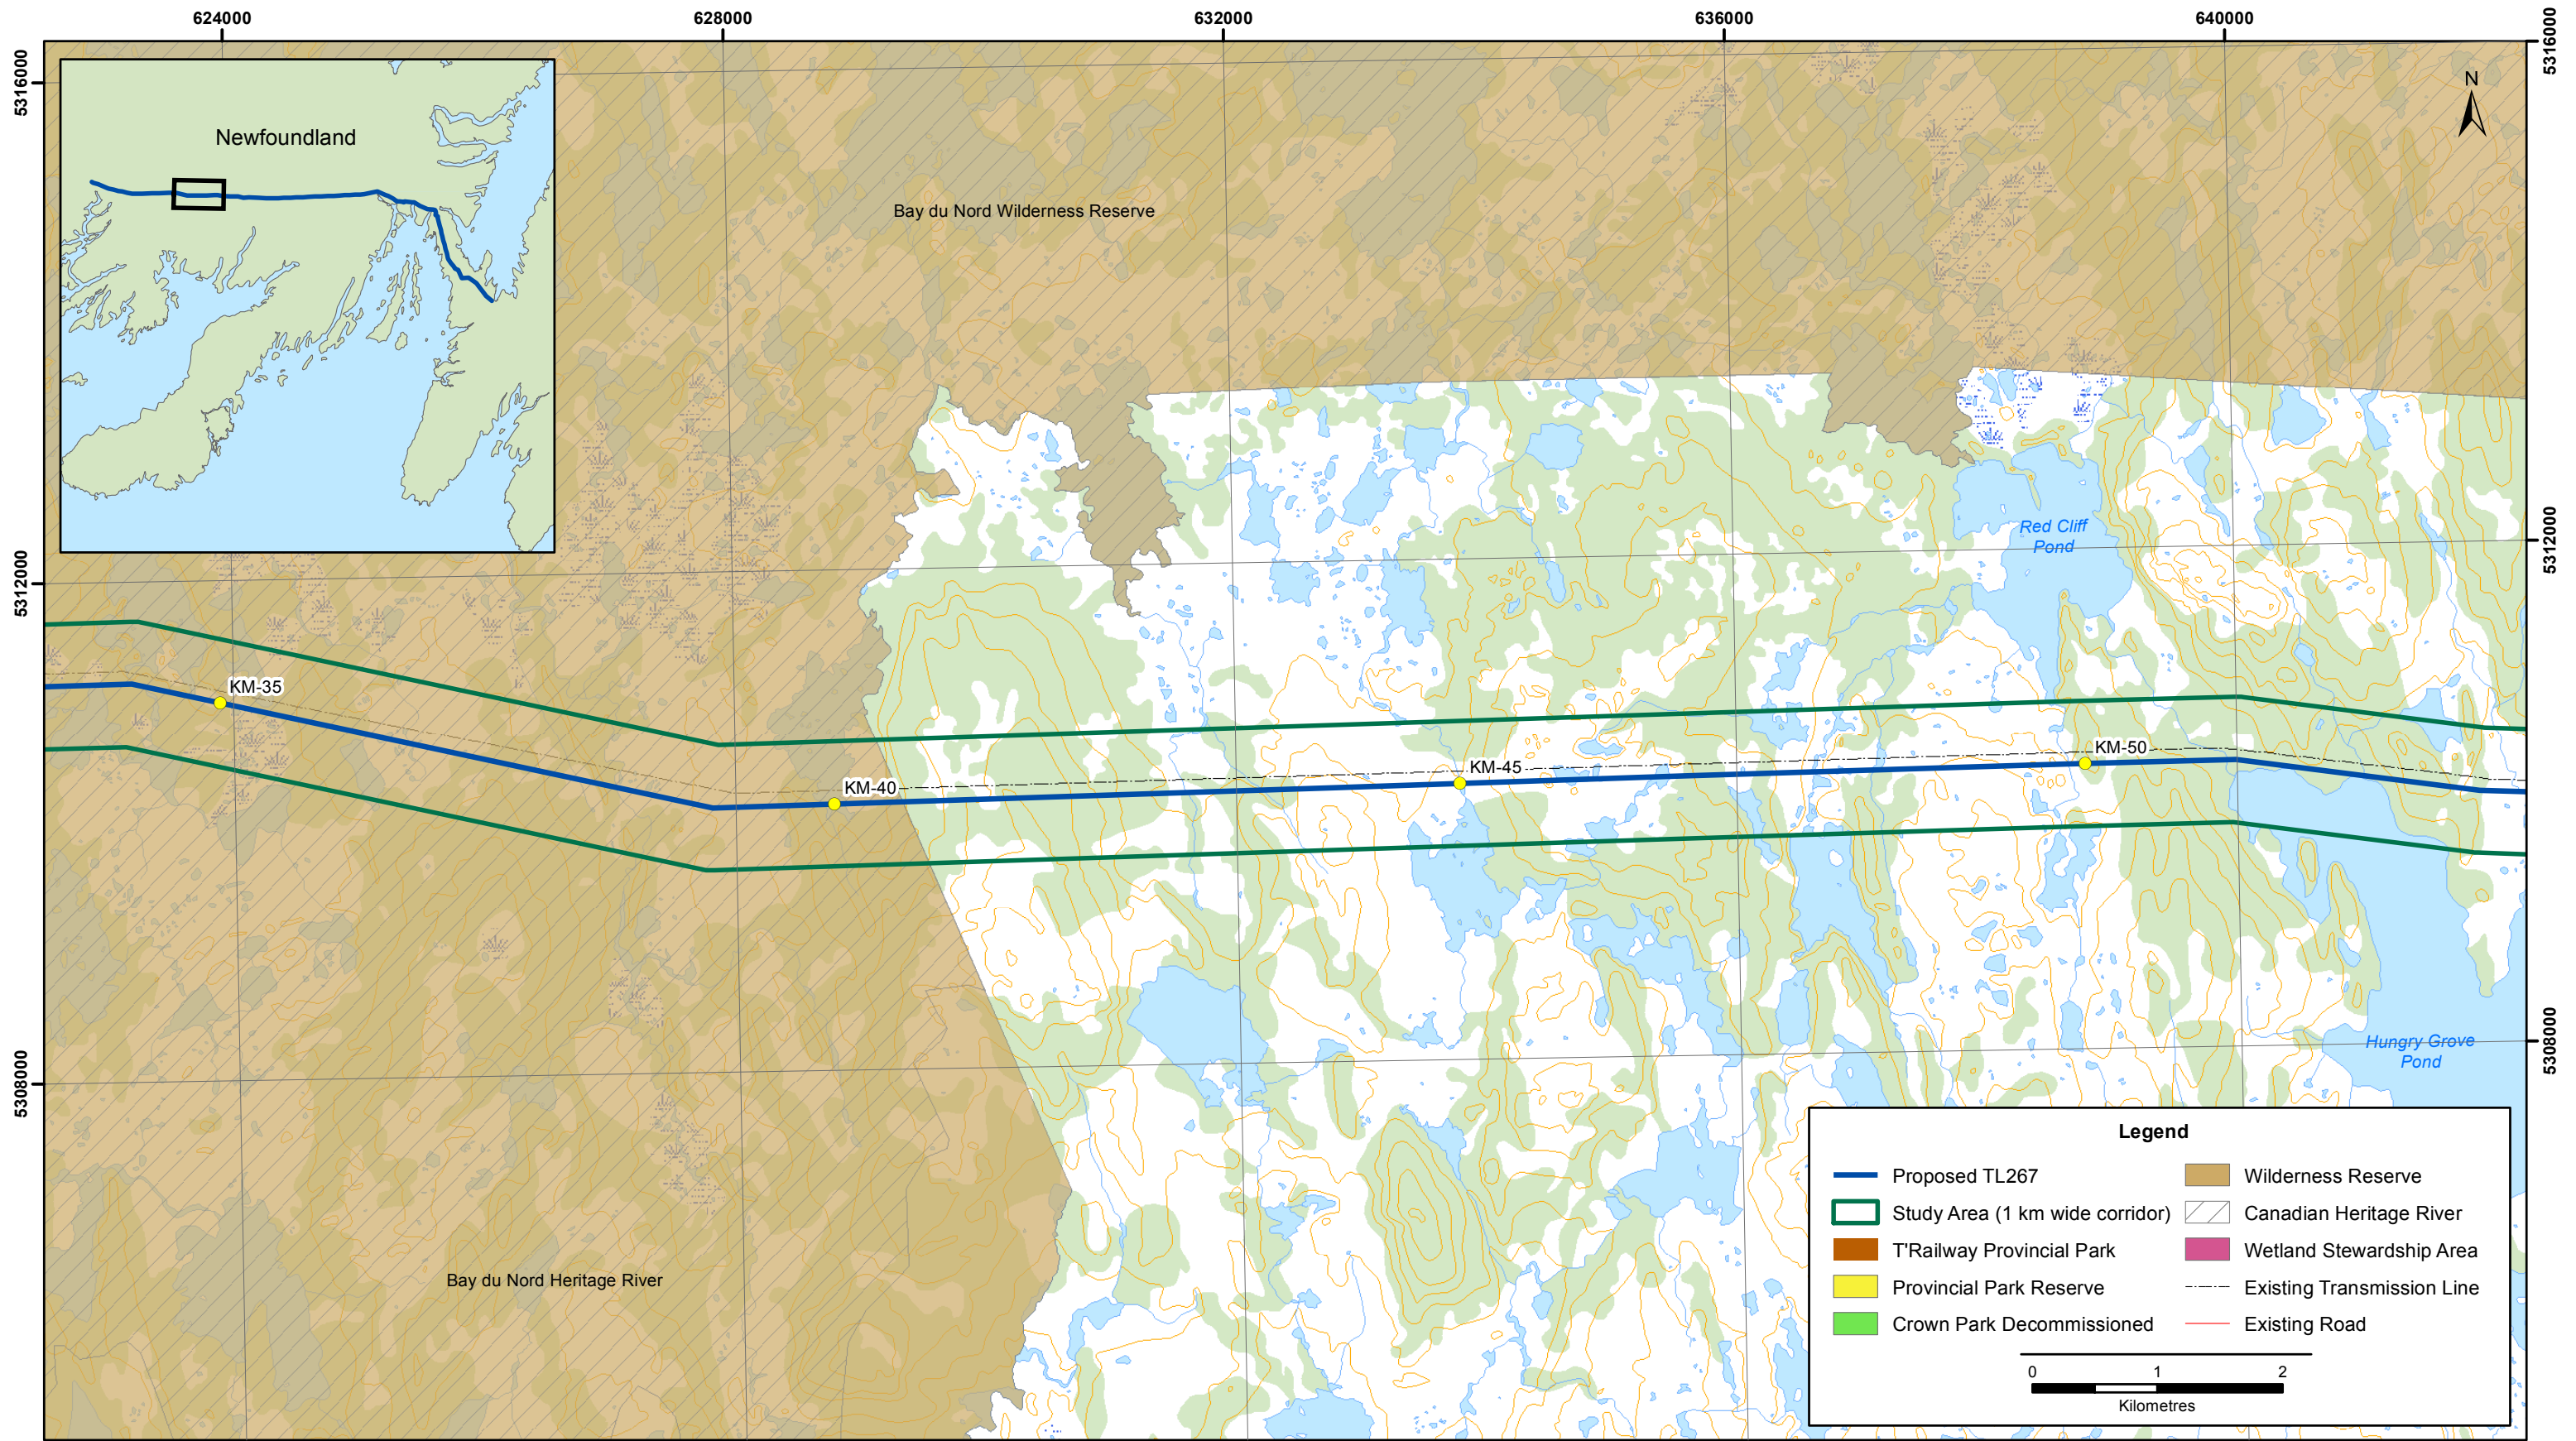 624000
628000
632000
636000
640000
5316000
5316000
N
Newfoundland
Bay du Nord Wilderness Reserve
Red Cliff
Pond
5312000
5312000
KM-35
KM-40
KM-45
KM-50
Hungry Grove
Pond
5308000
5308000
Bay du Nord Heritage River
Legend
Proposed TL267
Study Area (1 km wide corridor)
T'Railway Provincial Park
Provincial Park Reserve
Crown Park Decommissioned
Wilderness Reserve
Canadian Heritage River
Wetland Stewardship Area
Existing Transmission Line
Existing Road
0 1 2
Kilometres